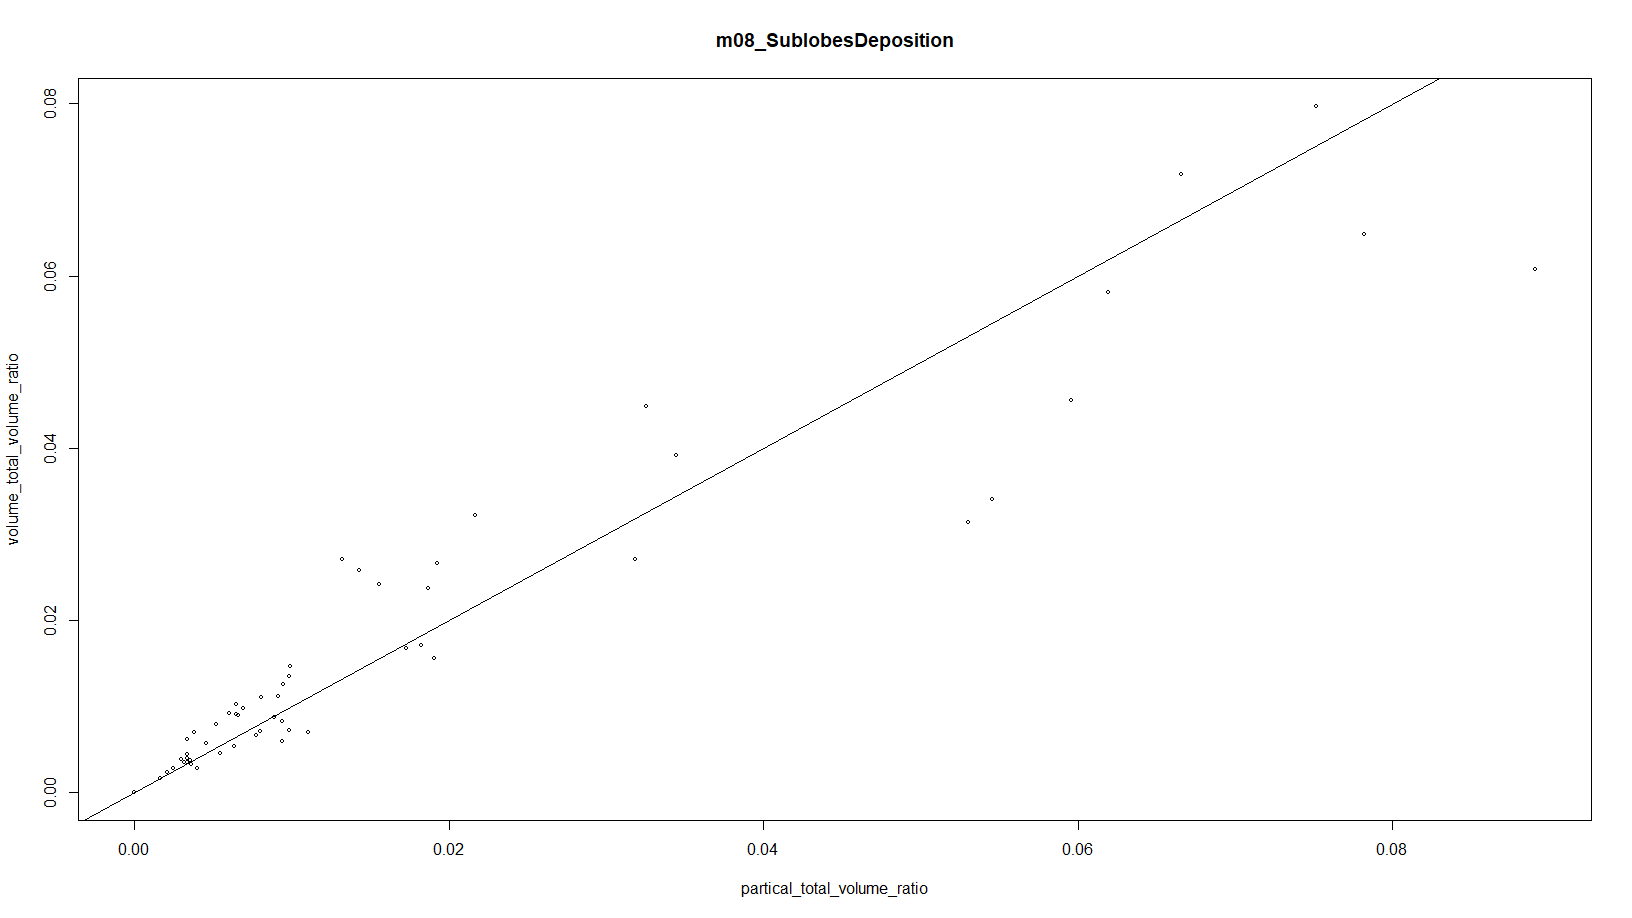 m08_SublobesDeposition
volume_total_volume_ratio
0.08
0.06
0.04
0.02
0.00
0.00 0.02 0.04 0.06 0.08
partical_total_volume_ratio